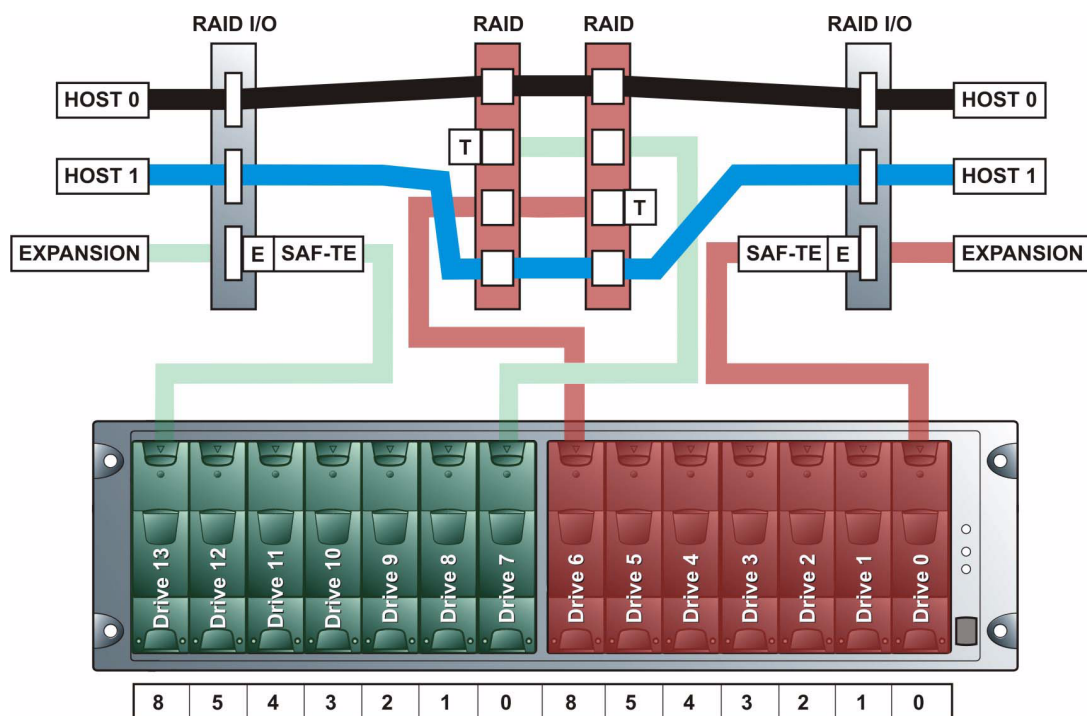 RAID I/O RAID RAID RAID I/O
HOST 0 HOST 0
T
HOST 1 HOST 1
T
EXPANSION E SAF-TE SAF-TE E EXPANSION
Drive 13 Drive 12 Drive 11 Drive 10 Drive 9 Drive 8 Drive 7 Drive 6 Drive 5 Drive 4 Drive 3 Drive 2 Drive 1 Drive 0
8 5 4 3 2 1 0 8 5 4 3 2 1 0